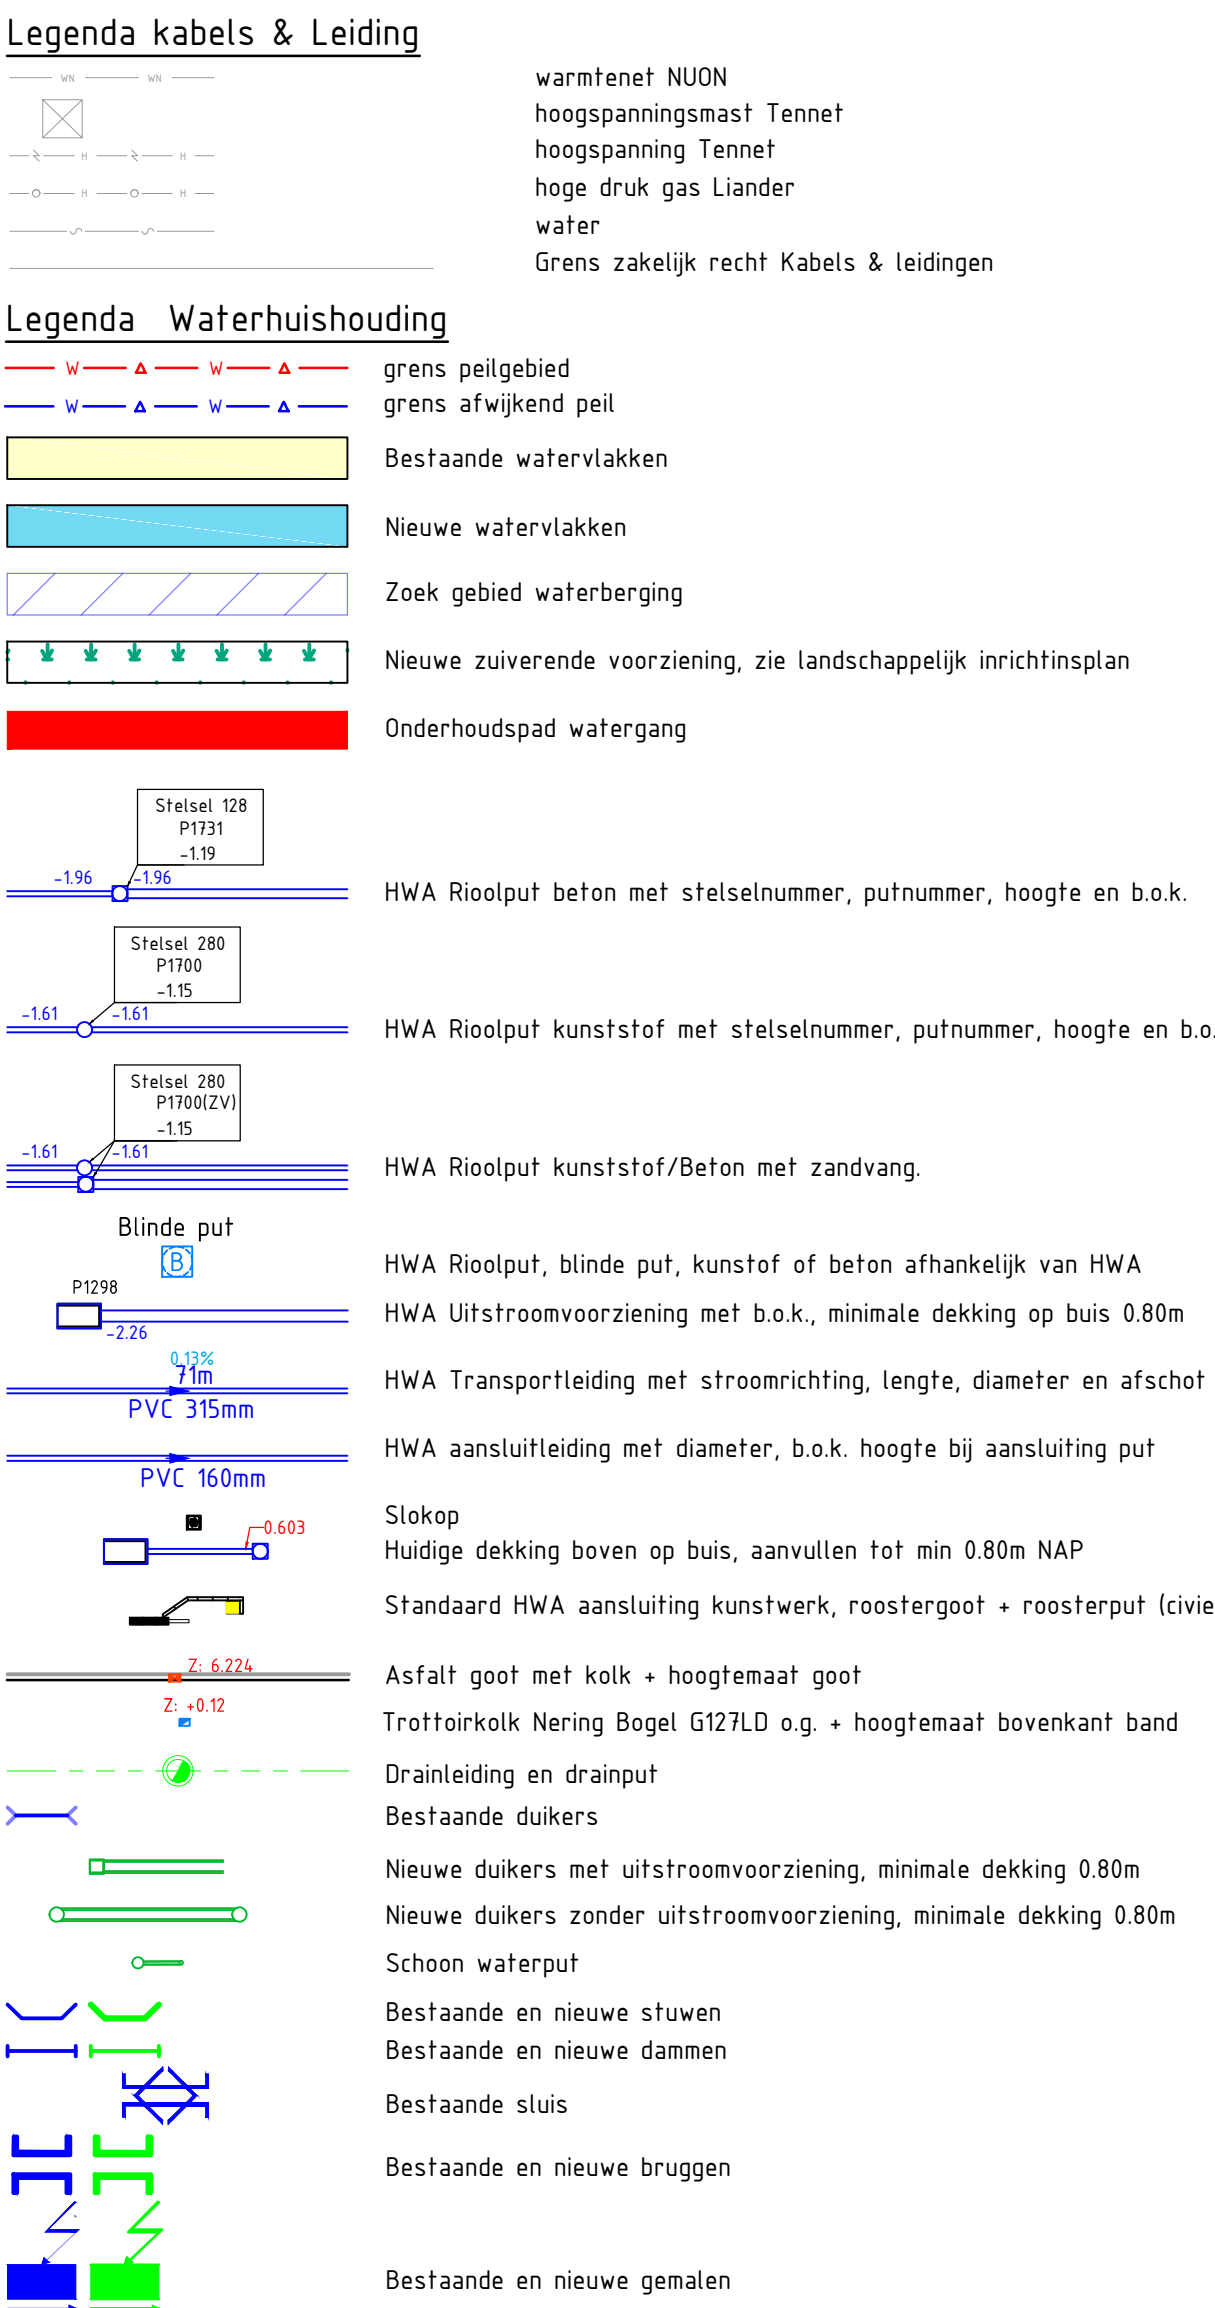 Legenda kabels & Leiding
WN WN warmtenet NUON
hoogspanningsmast Tennet
H H hoogspanning Tennet
H H hoge druk gas Liander
water
Grens zakelijk recht Kabels & leidingen
Legenda Waterhuishouding
W W grens peilgebied
W W grens afwijkend peil
Bestaande watervlakken
Nieuwe watervlakken
Zoek gebied waterberging
Nieuwe zuiverende voorziening, zie landschappelijk inrichtinsplan
Onderhoudspad watergang
Stelsel 128
P1731
-1.19
-1.96 -1.96
HWA Rioolput beton met stelselnummer, putnummer, hoogte en b.o.k.
Stelsel 280
P1700
-1.15
-1.61 -1.61
HWA Rioolput kunststof met stelselnummer, putnummer, hoogte en b.o.
Stelsel 280
P1700(ZV)
-1.15
-1.61 -1.61
HWA Rioolput kunststof/Beton met zandvang.
Blinde put
B HWA Rioolput, blinde put, kunstof of beton afhankelijk van HWA
P1298
HWA Uitstroomvoorziening met b.o.k., minimale dekking op buis 0.80m
-2.26
0.13%
71m
HWA Transportleiding met stroomrichting, lengte, diameter en afschot
PVC 315mm
HWA aansluitleiding met diameter, b.o.k. hoogte bij aansluiting put
PVC 160mm
Slokop
0.603
Huidige dekking boven op buis, aanvullen tot min 0.80m NAP
Standaard HWA aansluiting kunstwerk, roostergoot + roosterput (civie
Z: 6.224
Asfalt goot met kolk + hoogtemaat goot
Z: +0.12
Trottoirkolk Nering Bogel G127LD o.g. + hoogtemaat bovenkant band
Drainleiding en drainput
Bestaande duikers
Nieuwe duikers met uitstroomvoorziening, minimale dekking 0.80m
Nieuwe duikers zonder uitstroomvoorziening, minimale dekking 0.80m
Schoon waterput
Bestaande en nieuwe stuwen
Bestaande en nieuwe dammen
Bestaande sluis
Bestaande en nieuwe bruggen
Bestaande en nieuwe gemalen